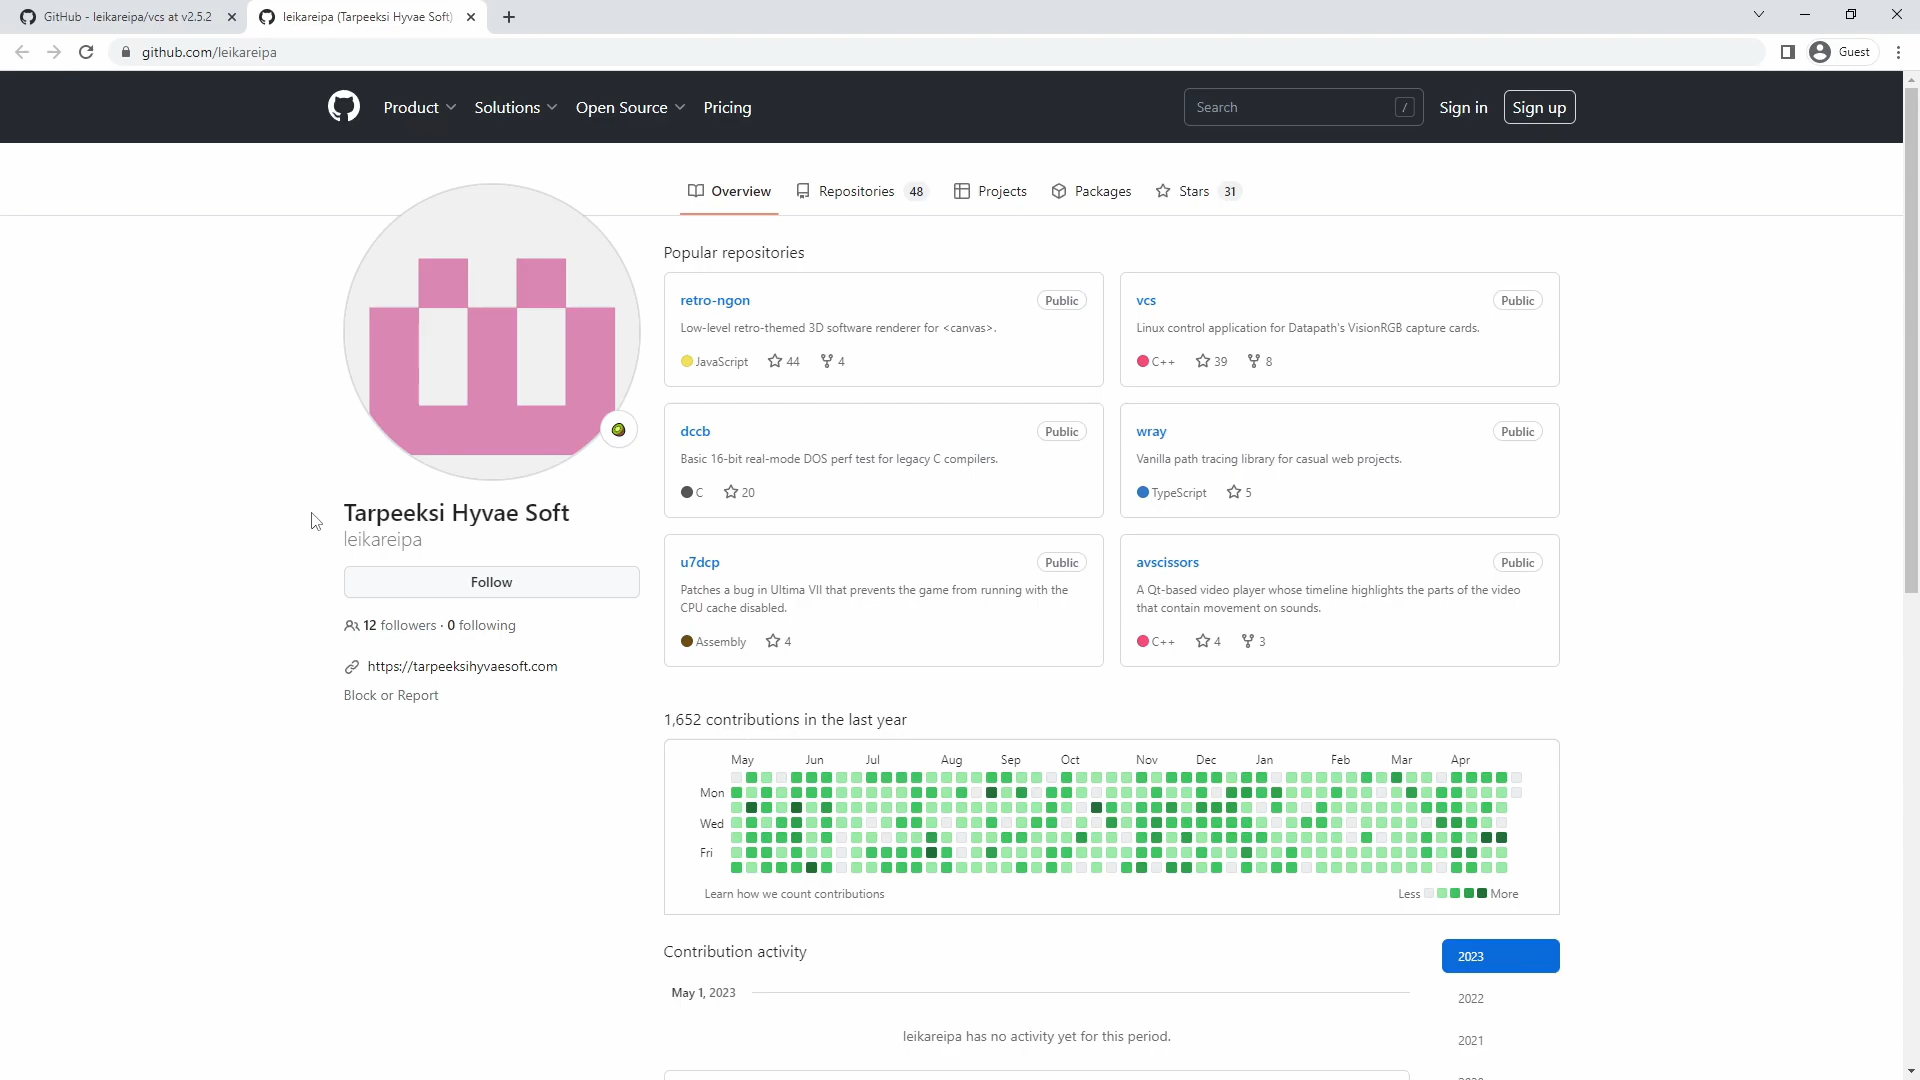 GitHub - leikareipa/vcs at v2.5.2
leikareipa (Tarpeeksi Hyvae Soft)
github.com/leikareipa
Guest
Product
Solutions
Open Source
Pricing
Search
/
Sign in
Sign up
Overview
Repositories 48
Projects
Packages
Stars 31
Tarpeeksi Hyvae Soft
leikareipa
Follow
12 followers · 0 following
https://tarpeeksihyvaesoft.com
Block or Report
Popular repositories
retro-ngon
Public
Low-level retro-themed 3D software renderer for <canvas>.
JavaScript 44 4
vcs
Public
Linux control application for Datapath's VisionRGB capture cards.
C++ 39 8
dccb
Public
Basic 16-bit real-mode DOS perf test for legacy C compilers.
C 20
wray
Public
Vanilla path tracing library for casual web projects.
TypeScript 5
u7dcp
Public
Patches a bug in Ultima VII that prevents the game from running with the
CPU cache disabled.
Assembly 4
avscissors
Public
A Qt-based video player whose timeline highlights the parts of the video
that contain movement on sounds.
C++ 4 3
1,652 contributions in the last year
May Jun Jul Aug Sep Oct Nov Dec Jan Feb Mar Apr
Mon
Wed
Fri
Learn how we count contributions
Less More
Contribution activity
2023
2022
2021
May 1, 2023
leikareipa has no activity yet for this period.